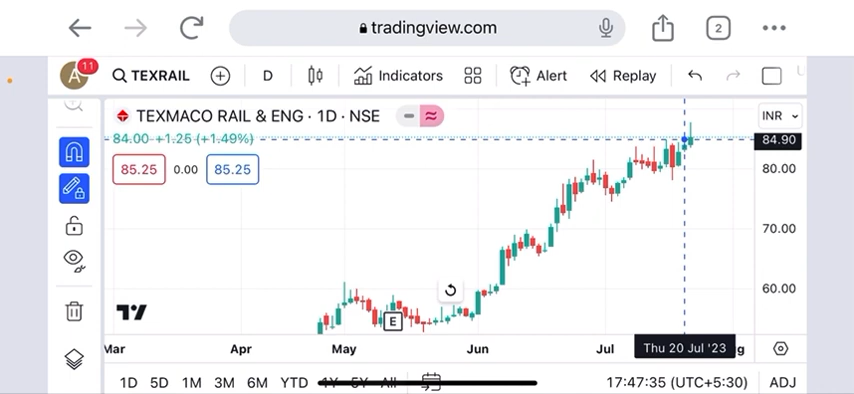 tradingview.com
2
A
11
TEXRAIL
D
Indicators
Alert
Replay
TEXMACO RAIL & ENG · 1D · NSE
INR
84.00 +1.25 (+1.49%)
84.90
85.25
0.00
85.25
80.00
70.00
60.00
E
Mar
Apr
May
Jun
Jul
Thu 20 Jul '23
g
1D
5D
1M
3M
6M
YTD
1Y
5Y
All
17:47:35 (UTC+5:30)
ADJ